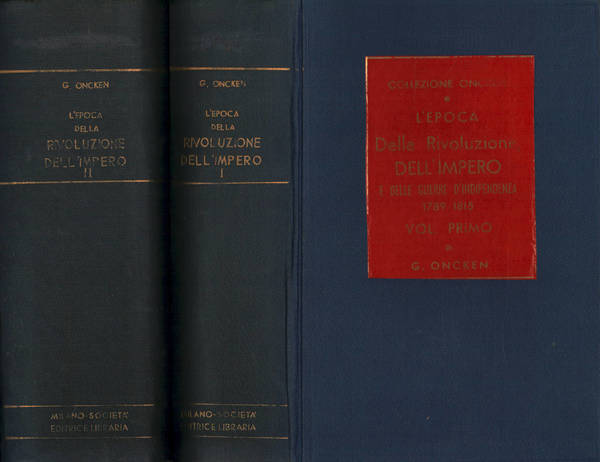 G. ONCKEN
L'EPOCA
DELLA
RIVOLUZIONE
DELL'IMPERO
II
MILANO-SOCIETA'
EDITRICE LIBRARIA
G. ONCKEN
L'EPOCA
DELLA
RIVOLUZIONE
DELL'IMPERO
I
MILANO-SOCIETA'
EDITRICE LIBRARIA
COLLEZIONE ONCKEN
L'EPOCA
Della Rivoluzione
DELL'IMPERO
E DELLE GUERRE D'INDIPENDENZA
1789-1815
VOL. PRIMO
G. ONCKEN